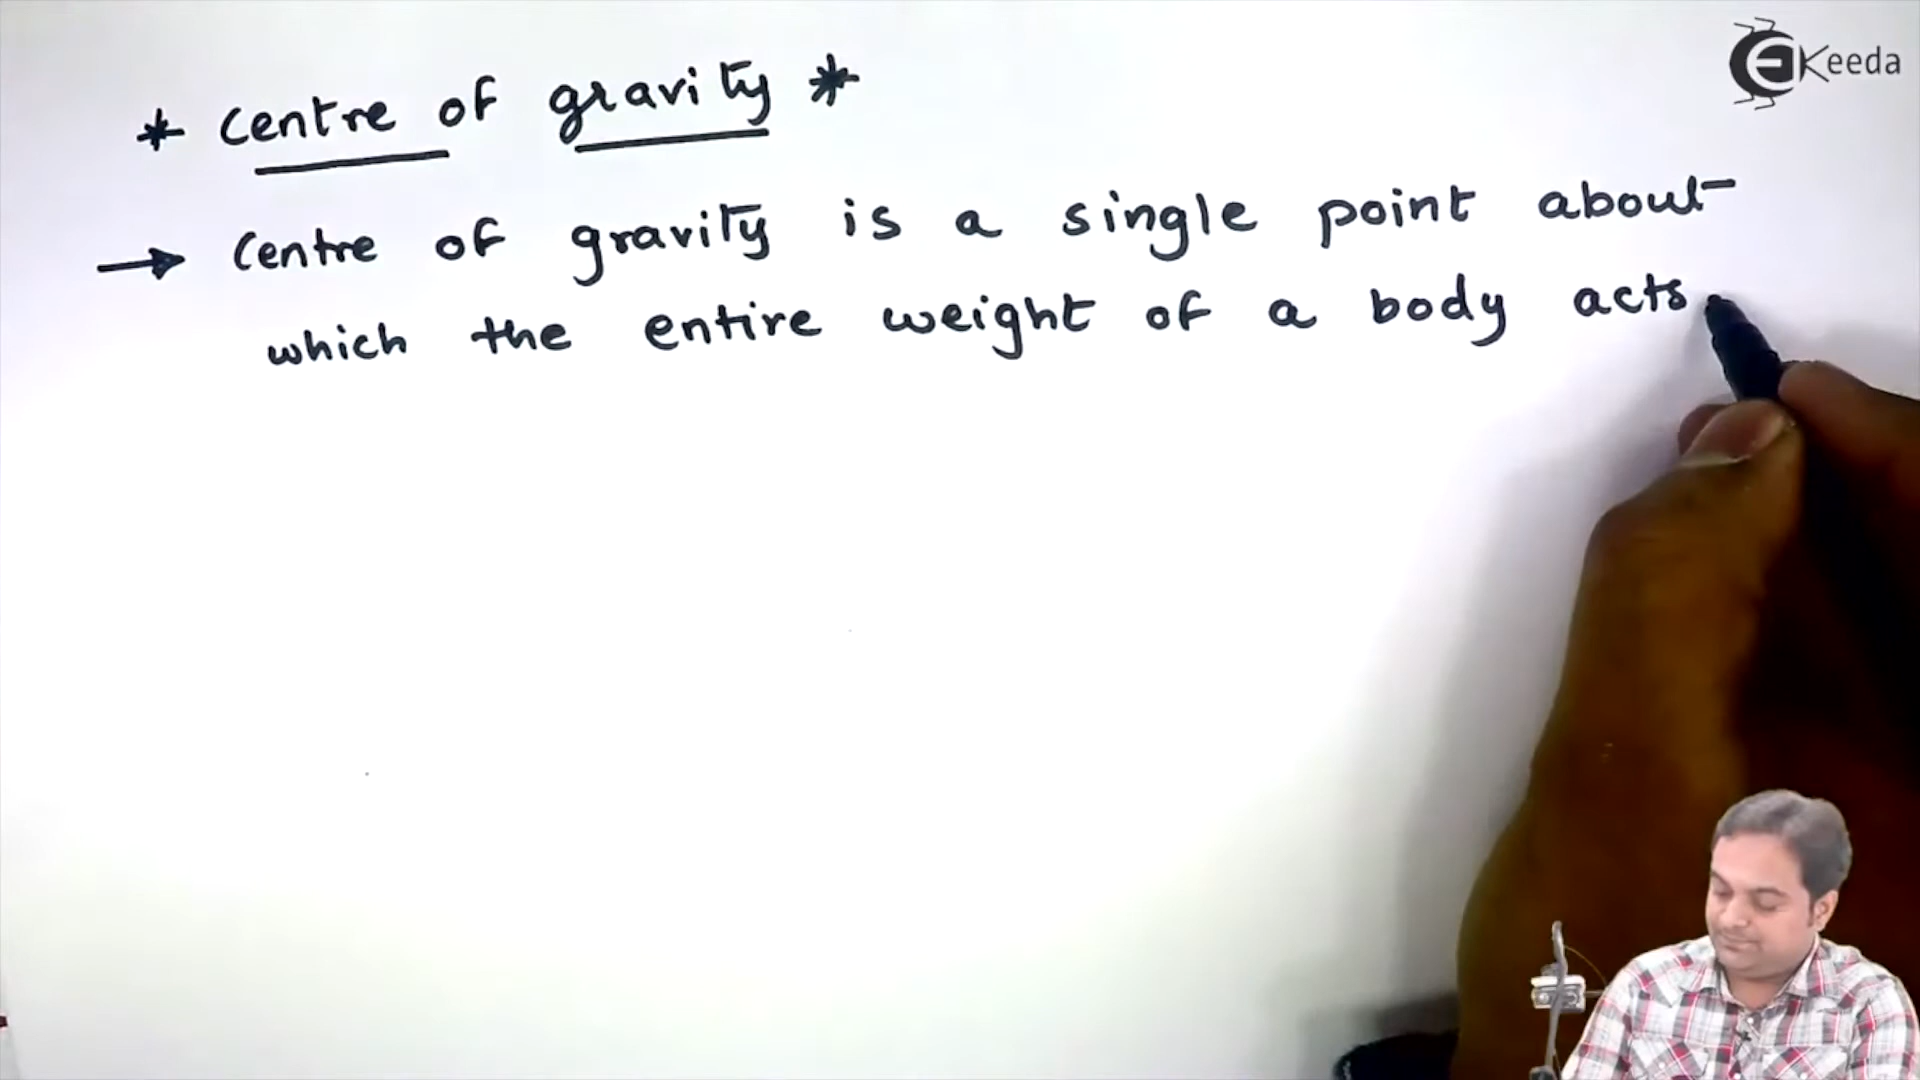 * Centre of gravity *
→ Centre of gravity is a single point about
which the entire weight of a body acts.
EKeeda